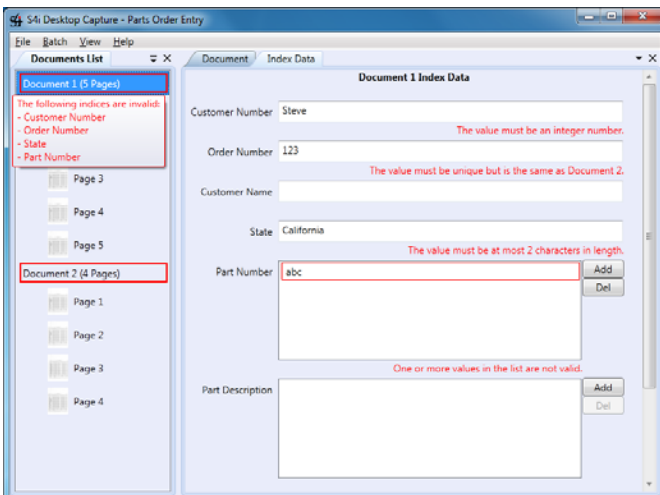 S4i Desktop Capture - Parts Order Entry
File Batch View Help
Documents List
Document Index Data
Document 1 (5 Pages)
The following indices are invalid:
- Customer Number
- Order Number
- State
- Part Number
Page 3
Page 4
Page 5
Document 2 (4 Pages)
Page 1
Page 2
Page 3
Page 4
Document 1 Index Data
Customer Number Steve
The value must be an integer number.
Order Number 123
The value must be unique but is the same as Document 2.
Customer Name
State California
The value must be at most 2 characters in length.
Part Number abc Add
Del
One or more values in the list are not valid.
Part Description Add
Del